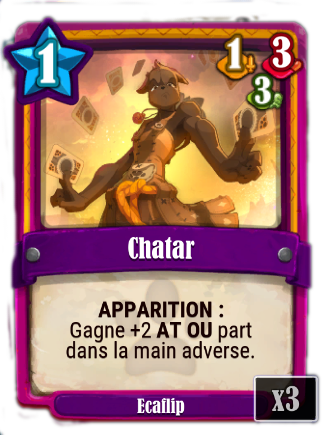 1
1 3
3
Chatar
APPARITION :
Gagne +2 AT OU part
dans la main adverse.
Ecaflip
x3